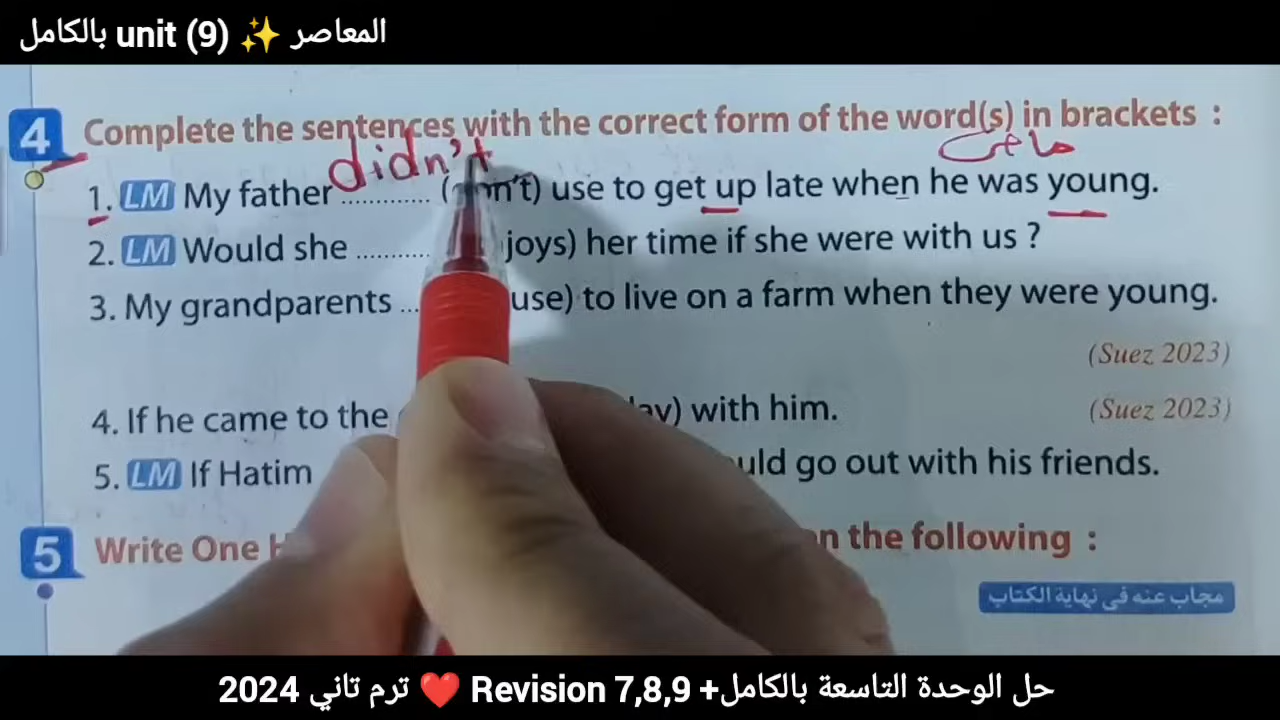 المعاصر ✨ unit (9) بالكامل
4 Complete the sentences with the correct form of the word(s) in brackets :
ماضى
didn't
1. LM My father ............ (don't) use to get up late when he was young.
2. LM Would she .......... joys) her time if she were with us ?
3. My grandparents ... use) to live on a farm when they were young.
(Suez 2023)
4. If he came to the lay) with him. (Suez 2023)
5. LM If Hatim uld go out with his friends.
5 Write One n the following :
مجاب عنه فى نهاية الكتاب
حل الوحدة التاسعة بالكامل+ Revision 7,8,9 ❤️ ترم تاني 2024